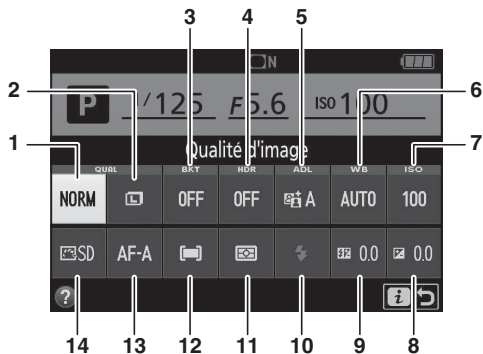 3 4 5
N
2 6
P 1/125 F5.6 ISO 100
Qualité d'image
1 7
QUAL BKT HDR ADL WB ISO
NORM L OFF OFF A AUTO 100
SD AF-A 0.0 0.0
? i
14 13 12 11 10 9 8